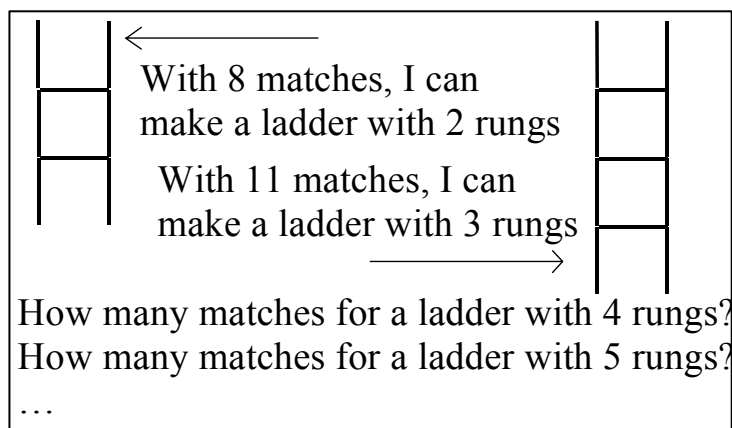 With 8 matches, I can
make a ladder with 2 rungs
With 11 matches, I can
make a ladder with 3 rungs
How many matches for a ladder with 4 rungs?
How many matches for a ladder with 5 rungs?
…